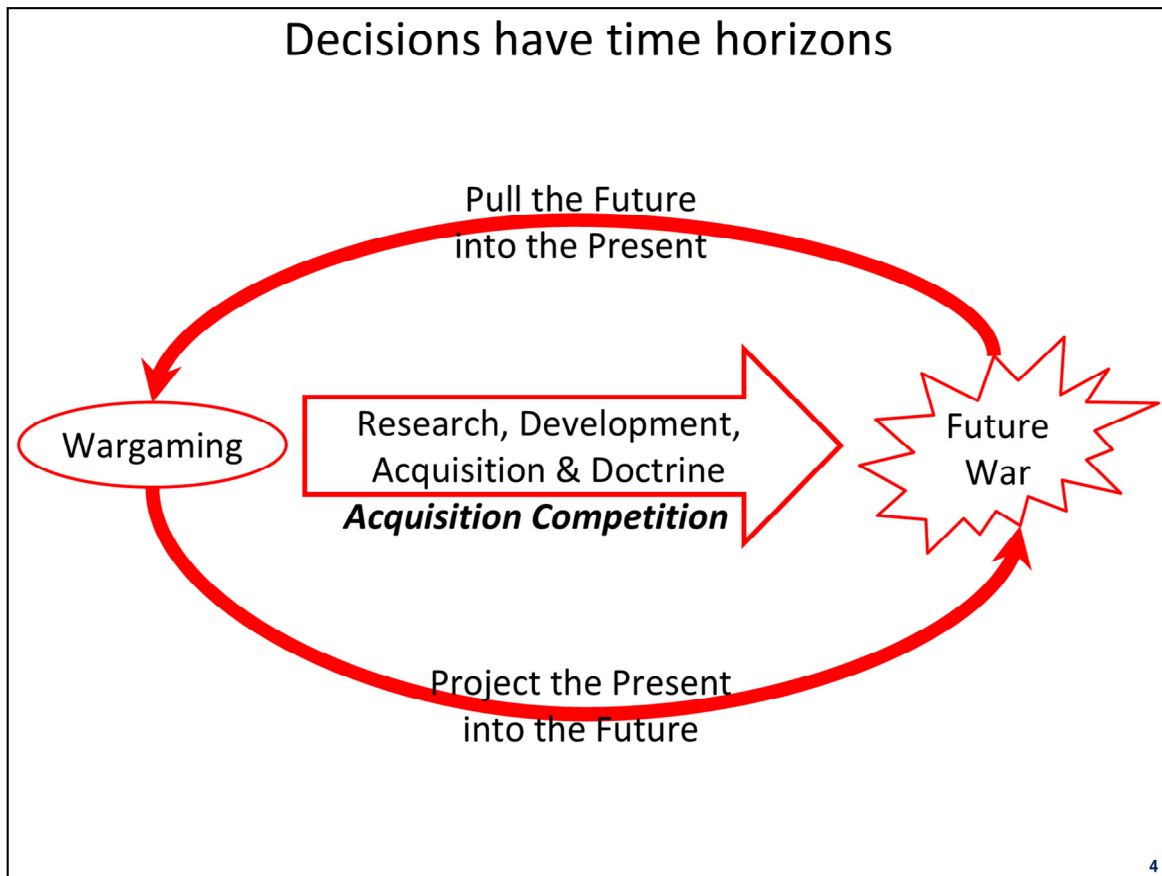 Decisions have time horizons
Pull the Future
into the Present
Wargaming
Research, Development,
Acquisition & Doctrine
Acquisition Competition
Future
War
Project the Present
into the Future
4